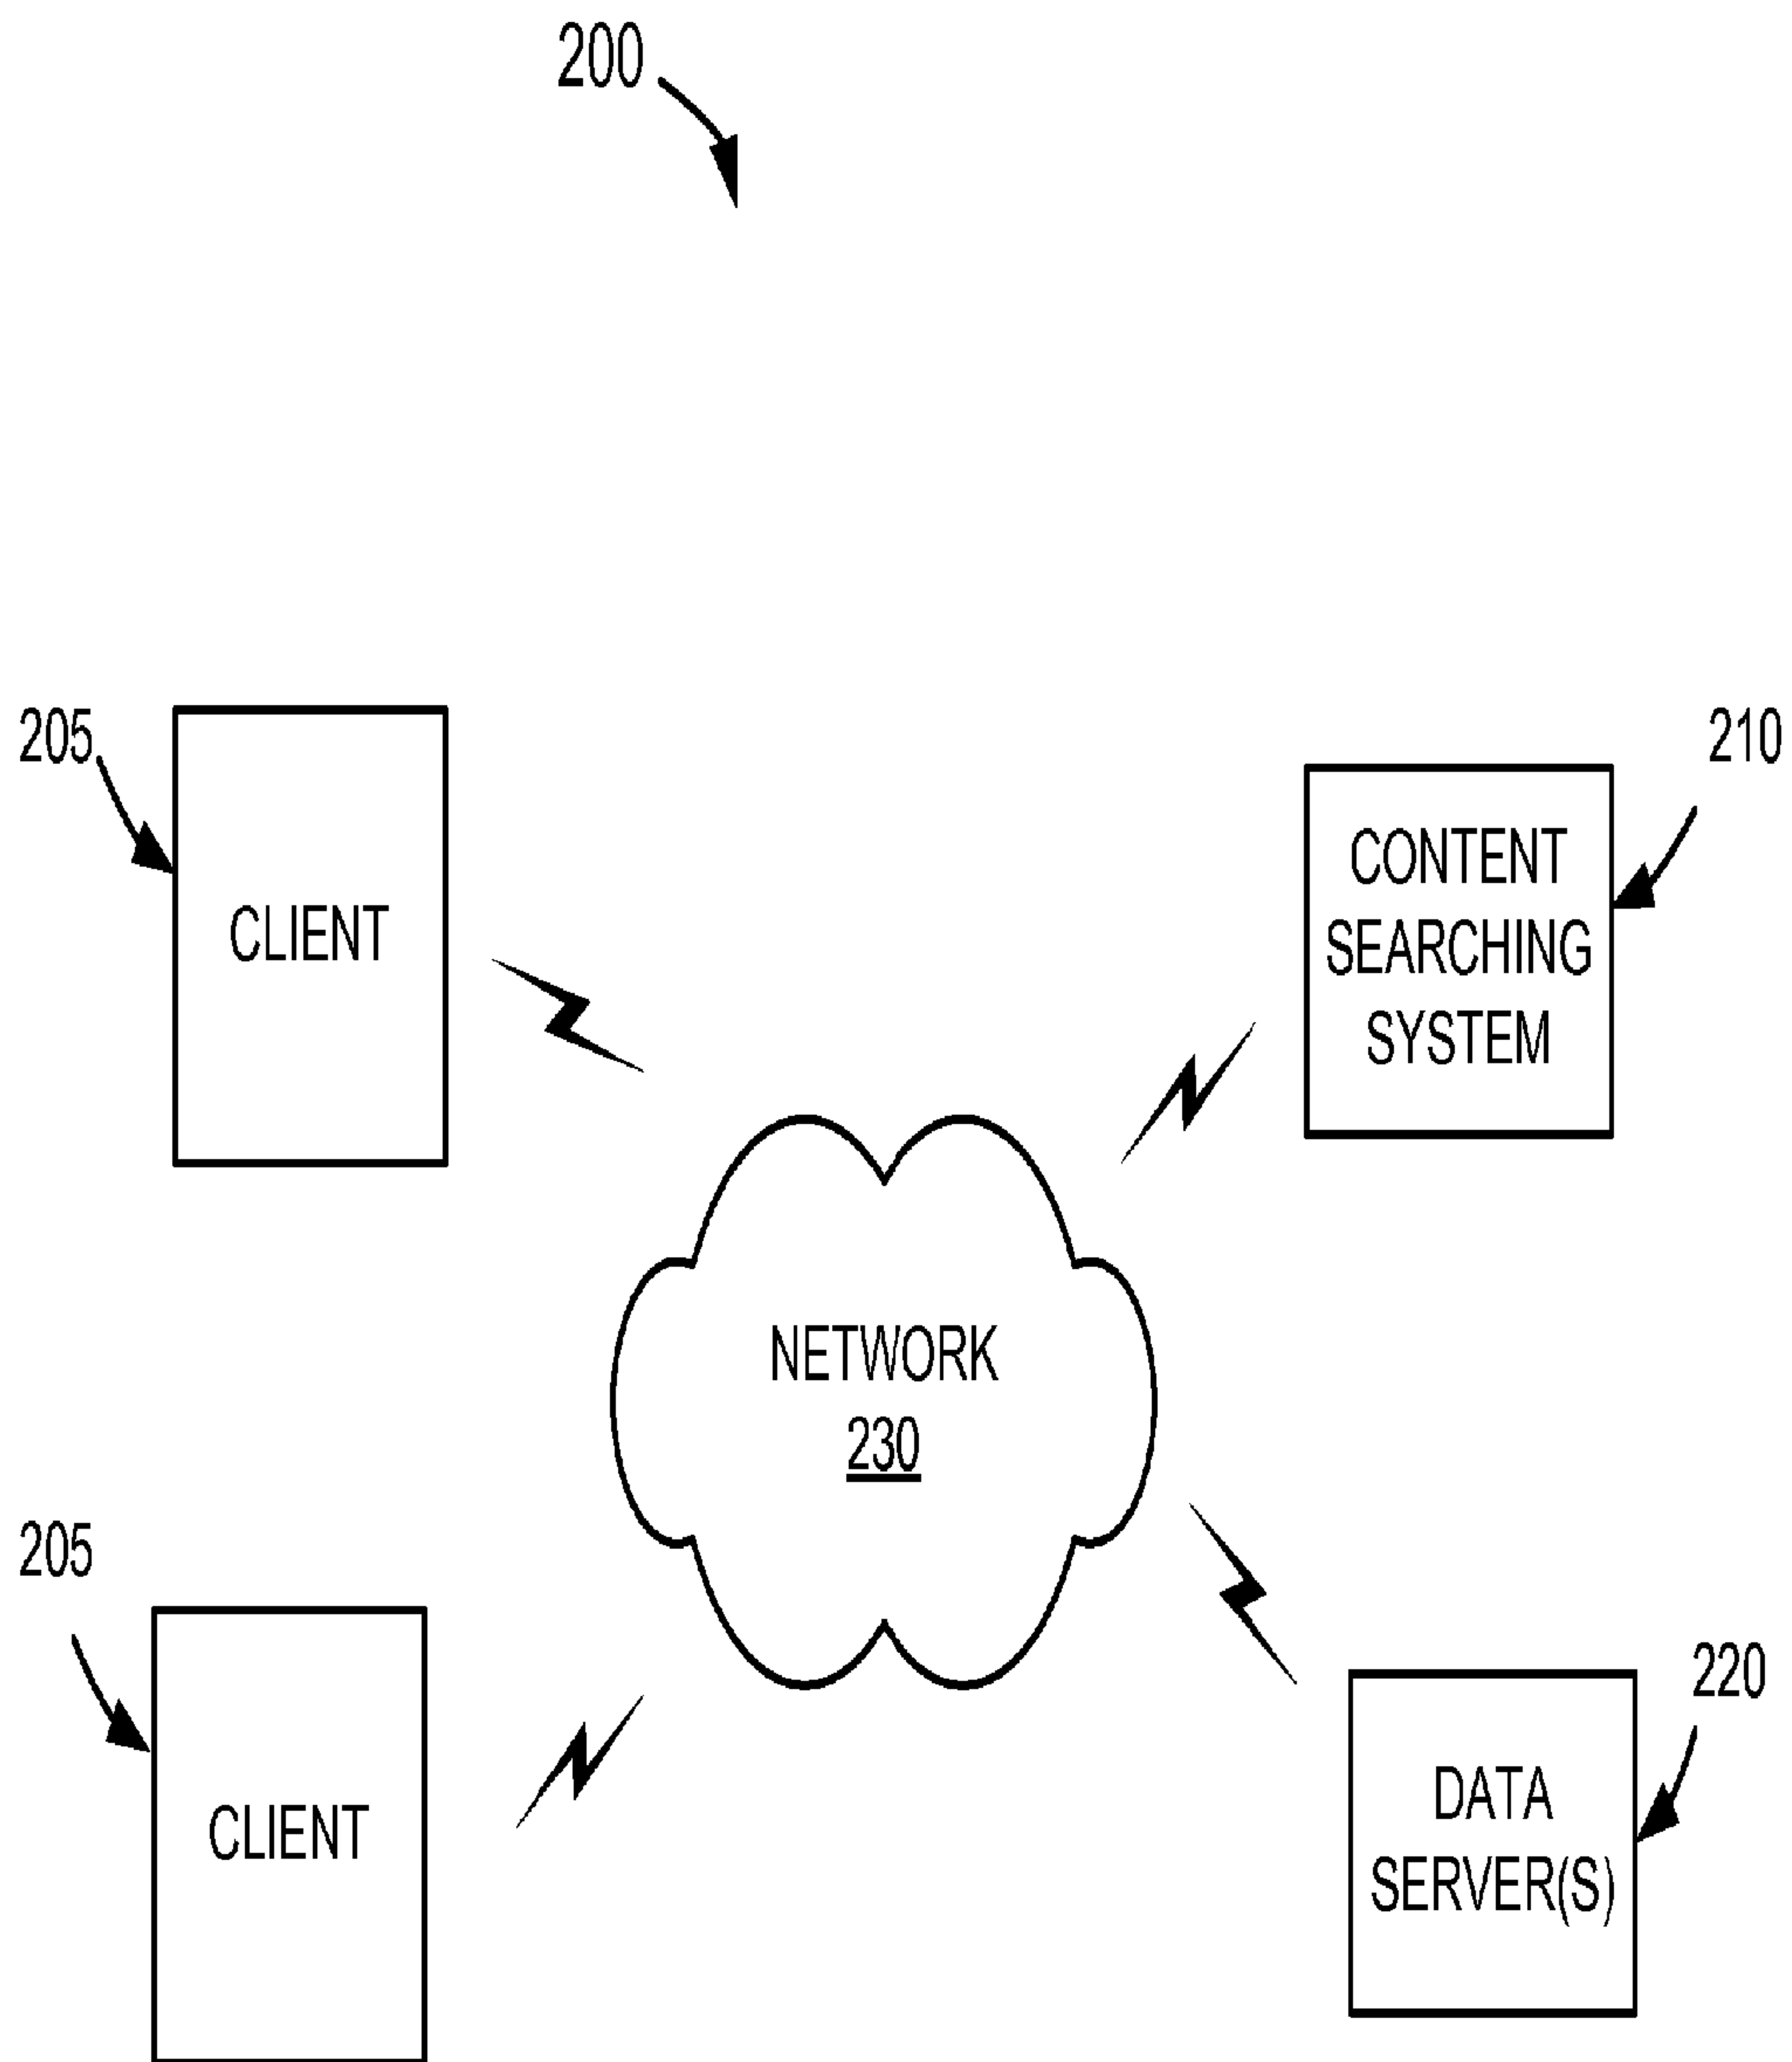 200
205
210
CLIENT
CONTENT
SEARCHING
SYSTEM
NETWORK
230
205
220
CLIENT
DATA
SERVER(S)